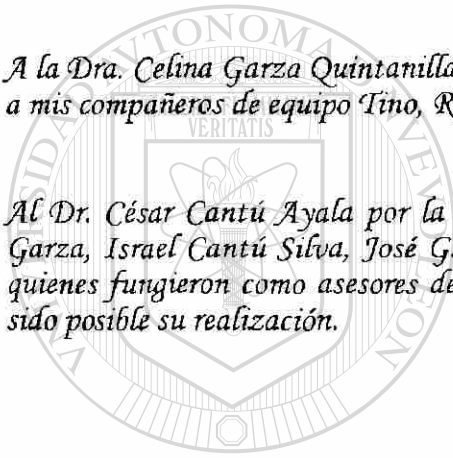 A la Dra. Celina Garza Quintanilla
a mis compañeros de equipo Tino, R
Al Dr. César Cantú Ayala por la
Garza, Israel Cantú Silva, José G
quienes fungieron como asesores de
sido posible su realización.
VERITATIS